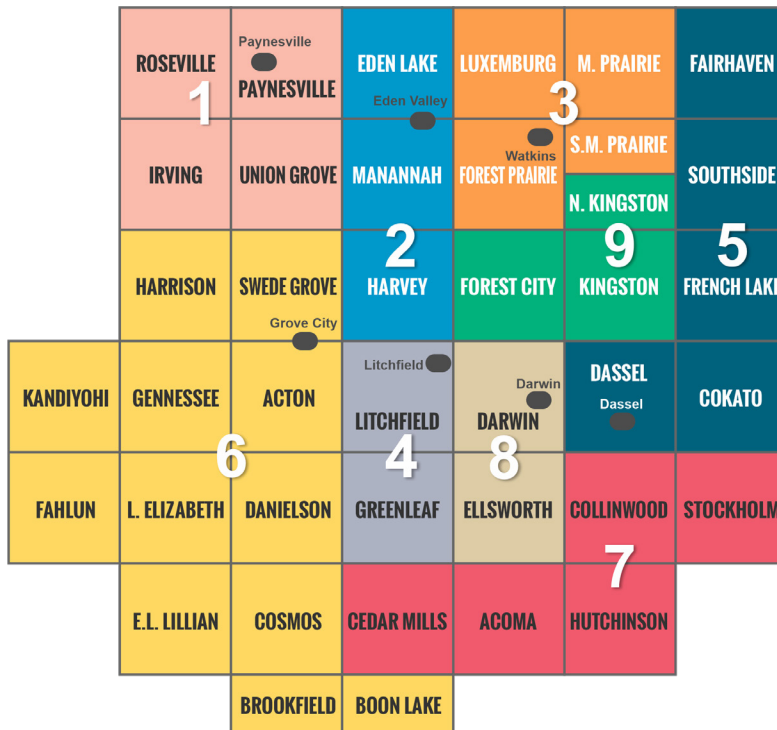 Paynesville
ROSEVILLE
PAYNESVILLE
EDEN LAKE
LUXEMBURG
M. PRAIRIE
FAIRHAVEN
1
3
Eden Valley
Watkins
S.M. PRAIRIE
IRVING
UNION GROVE
MANANNAH
FOREST PRAIRIE
SOUTHSIDE
N. KINGSTON
2
9
5
HARRISON
SWEDE GROVE
HARVEY
FOREST CITY
KINGSTON
FRENCH LAKE
Grove City
Litchfield
Darwin
DASSEL
Dassel
KANDIYOHI
GENNESSEE
ACTON
LITCHFIELD
DARWIN
COKATO
6
4
8
FAHLUN
L. ELIZABETH
DANIELSON
GREENLEAF
ELLSWORTH
COLLINWOOD
STOCKHOLM
7
E.L. LILLIAN
COSMOS
CEDAR MILLS
ACOMA
HUTCHINSON
BROOKFIELD
BOON LAKE